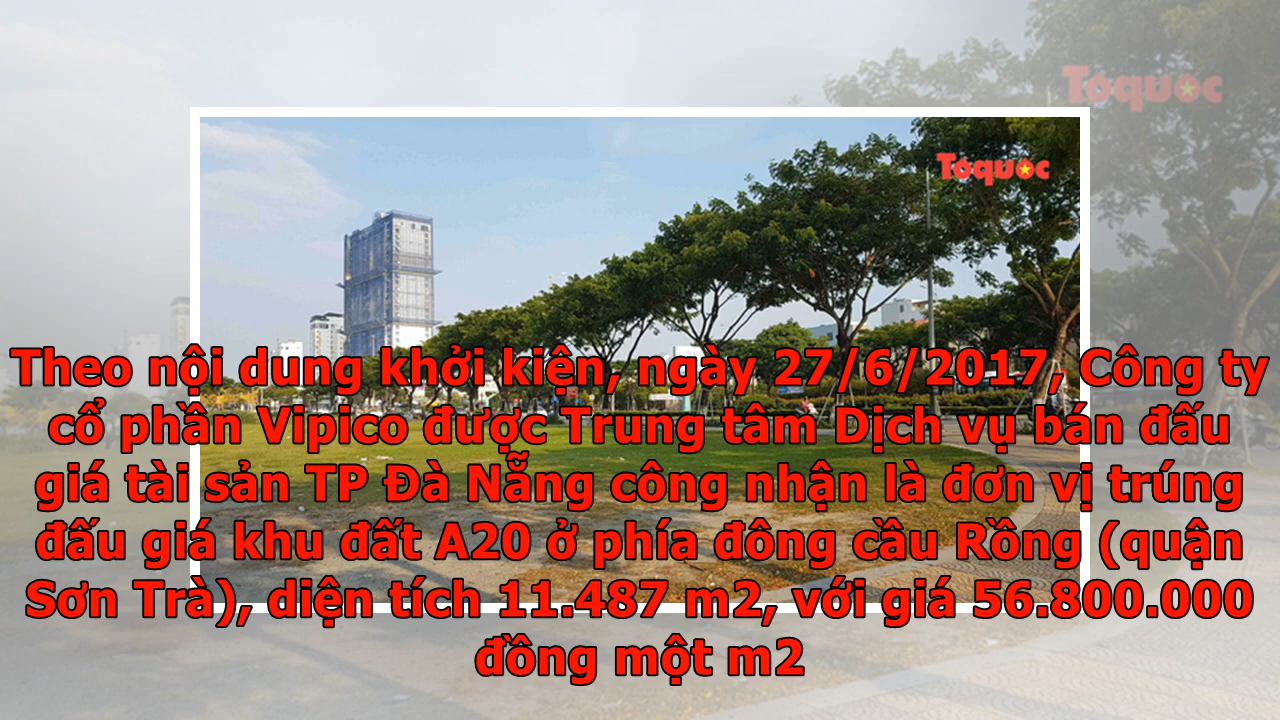 Tổquốc
Tổquốc
Theo nội dung khởi kiện, ngày 27/6/2017, Công ty
cổ phần Vipico được Trung tâm Dịch vụ bán đấu
giá tài sản TP Đà Nẵng công nhận là đơn vị trúng
đấu giá khu đất A20 ở phía đông cầu Rồng (quận
Sơn Trà), diện tích 11.487 m2, với giá 56.800.000
đồng một m2